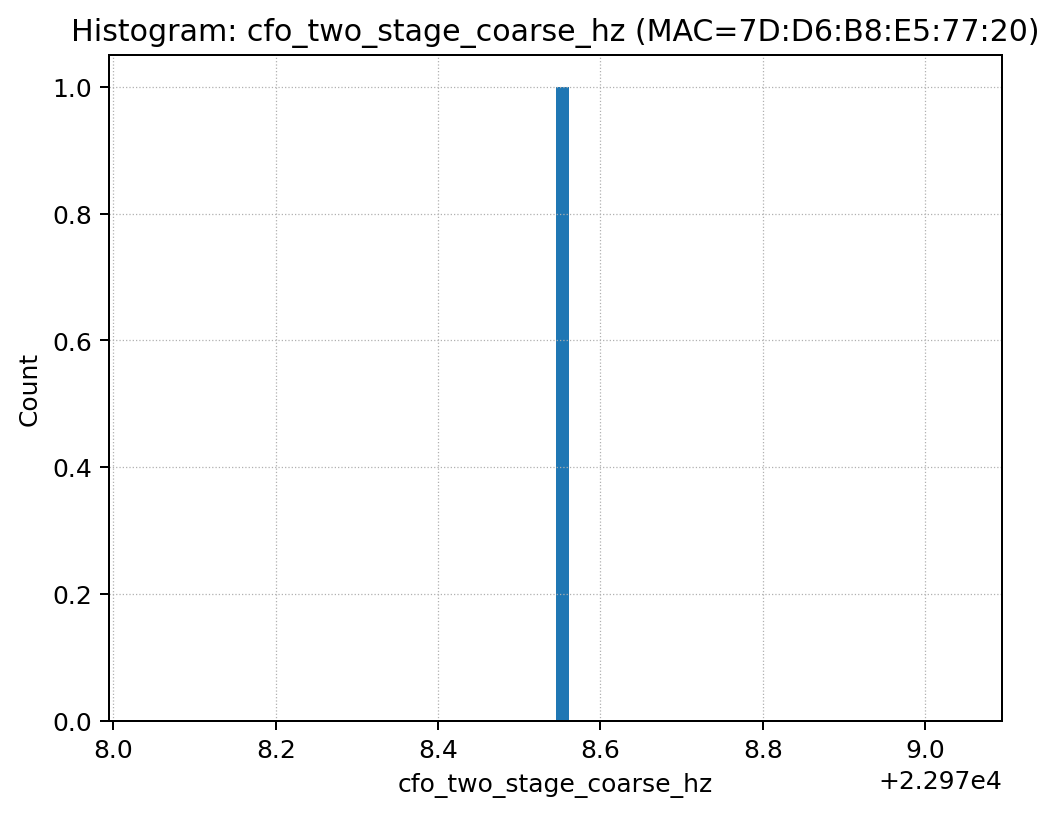 Histogram: cfo_two_stage_coarse_hz (MAC=7D:D6:B8:E5:77:20)
1.0
0.8
0.6
0.4
0.2
0.0
Count
8.0 8.2 8.4 8.6 8.8 9.0
cfo_two_stage_coarse_hz
+2.297e4